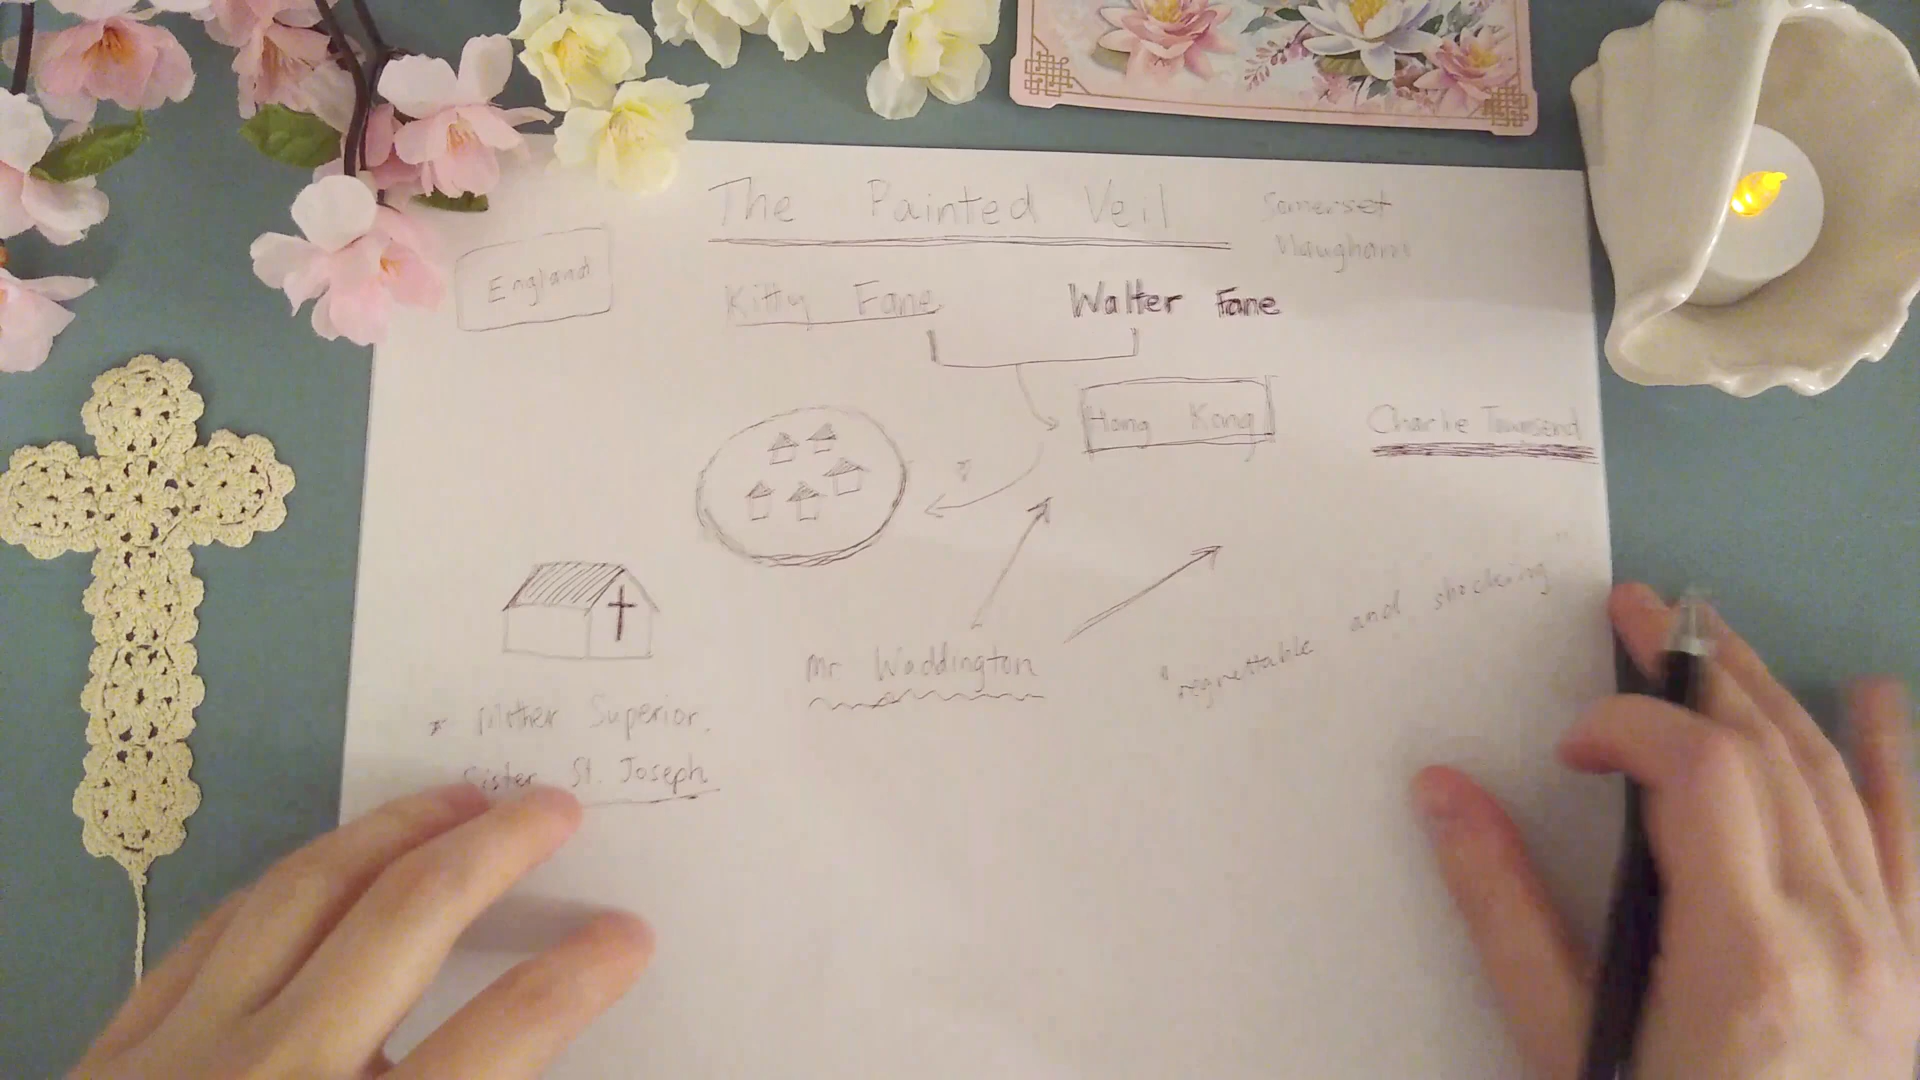 The Painted Veil
Somerset
Maugham
England
Kitty Fane
Walter Fane
Hong Kong
Charlie Townsend
Mr Waddington
"regrettable and shocking"
* Mother Superior.
Sister St. Joseph